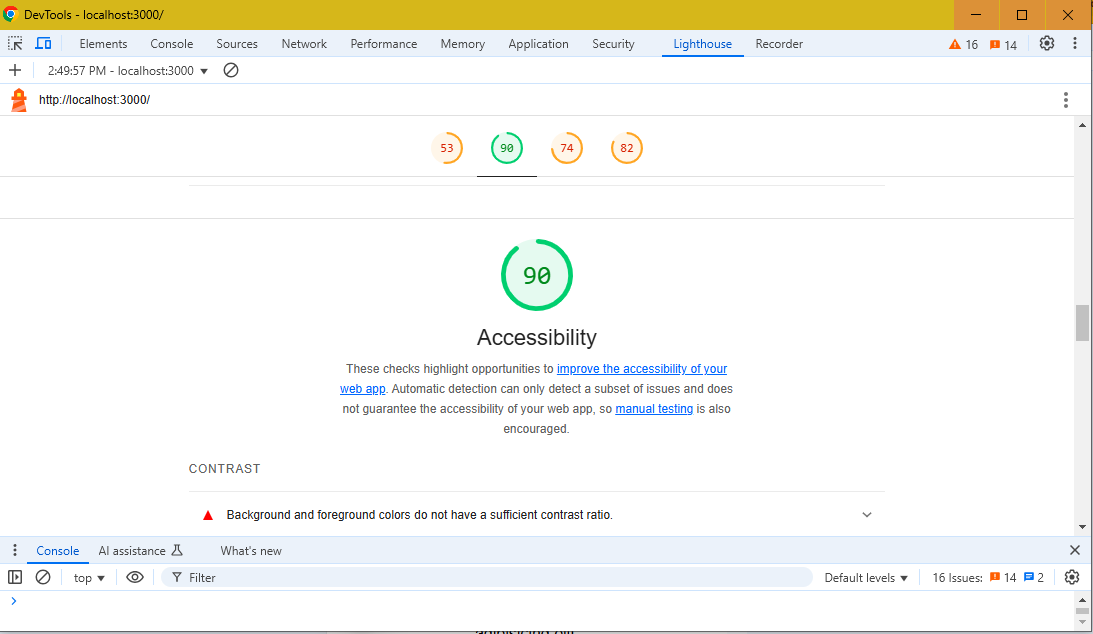 DevTools - localhost:3000/
Elements Console Sources Network Performance Memory Application Security Lighthouse Recorder 16 14
2:49:57 PM - localhost:3000
http://localhost:3000/
53 90 74 82
90
Accessibility
These checks highlight opportunities to improve the accessibility of your
web app. Automatic detection can only detect a subset of issues and does
not guarantee the accessibility of your web app, so manual testing is also
encouraged.
CONTRAST
Background and foreground colors do not have a sufficient contrast ratio.
Console AI assistance What's new
top Filter Default levels 16 Issues: 14 2